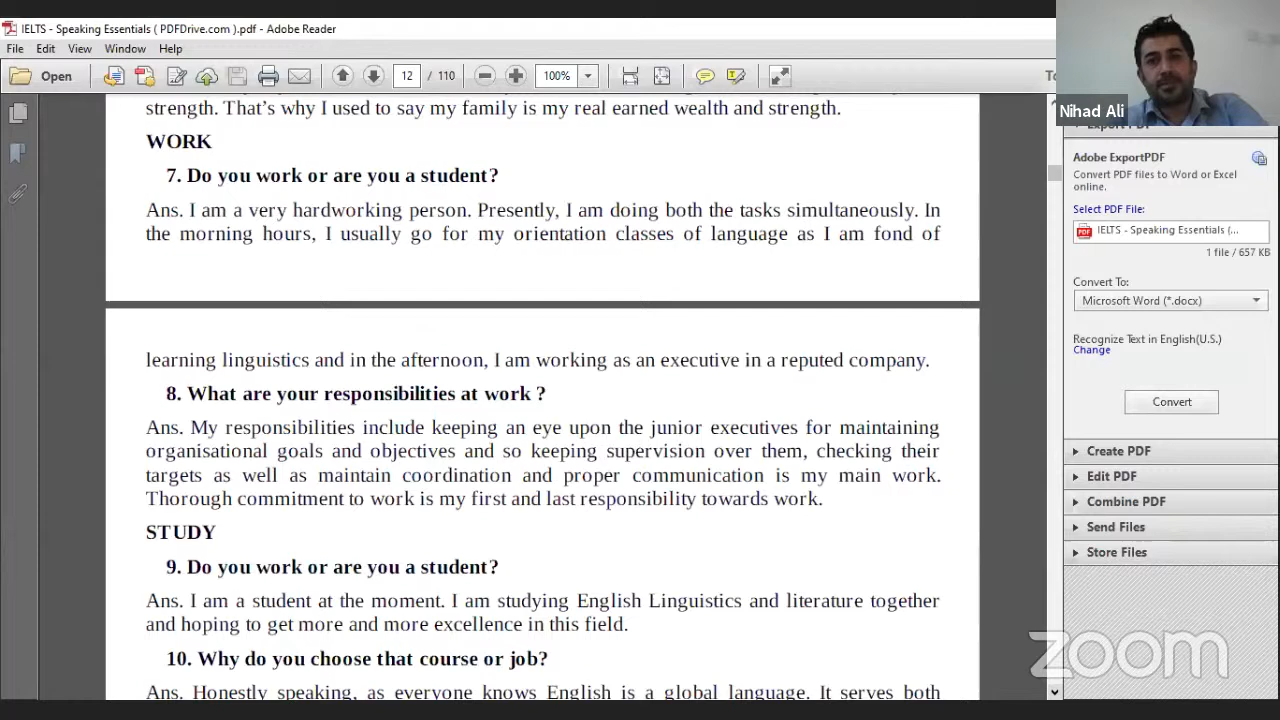 IELTS - Speaking Essentials ( PDFDrive.com ).pdf - Adobe Reader
File Edit View Window Help
Open 12 / 110 100%
Nihad Ali
strength. That's why I used to say my family is my real earned wealth and strength.
WORK
7. Do you work or are you a student?
Ans. I am a very hardworking person. Presently, I am doing both the tasks simultaneously. In
the morning hours, I usually go for my orientation classes of language as I am fond of
learning linguistics and in the afternoon, I am working as an executive in a reputed company.
8. What are your responsibilities at work ?
Ans. My responsibilities include keeping an eye upon the junior executives for maintaining
organisational goals and objectives and so keeping supervision over them, checking their
targets as well as maintain coordination and proper communication is my main work.
Thorough commitment to work is my first and last responsibility towards work.
STUDY
9. Do you work or are you a student?
Ans. I am a student at the moment. I am studying English Linguistics and literature together
and hoping to get more and more excellence in this field.
10. Why do you choose that course or job?
Ans. Honestly speaking, as everyone knows English is a global language. It serves both
Export PDF
Adobe ExportPDF
Convert PDF files to Word or Excel
online.
Select PDF File:
IELTS - Speaking Essentials (...
1 file / 657 KB
Convert To:
Microsoft Word (*.docx)
Recognize Text in English(U.S.)
Change
Convert
Create PDF
Edit PDF
Combine PDF
Send Files
Store Files
zoom